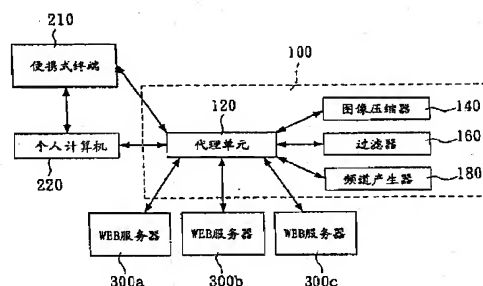 210
100
便携式终端
120
图像压缩器
140
个人计算机
代理单元
过滤器
160
220
频道产生器
180
WEB服务器
WEB服务器
WEB服务器
300a
300b
300c